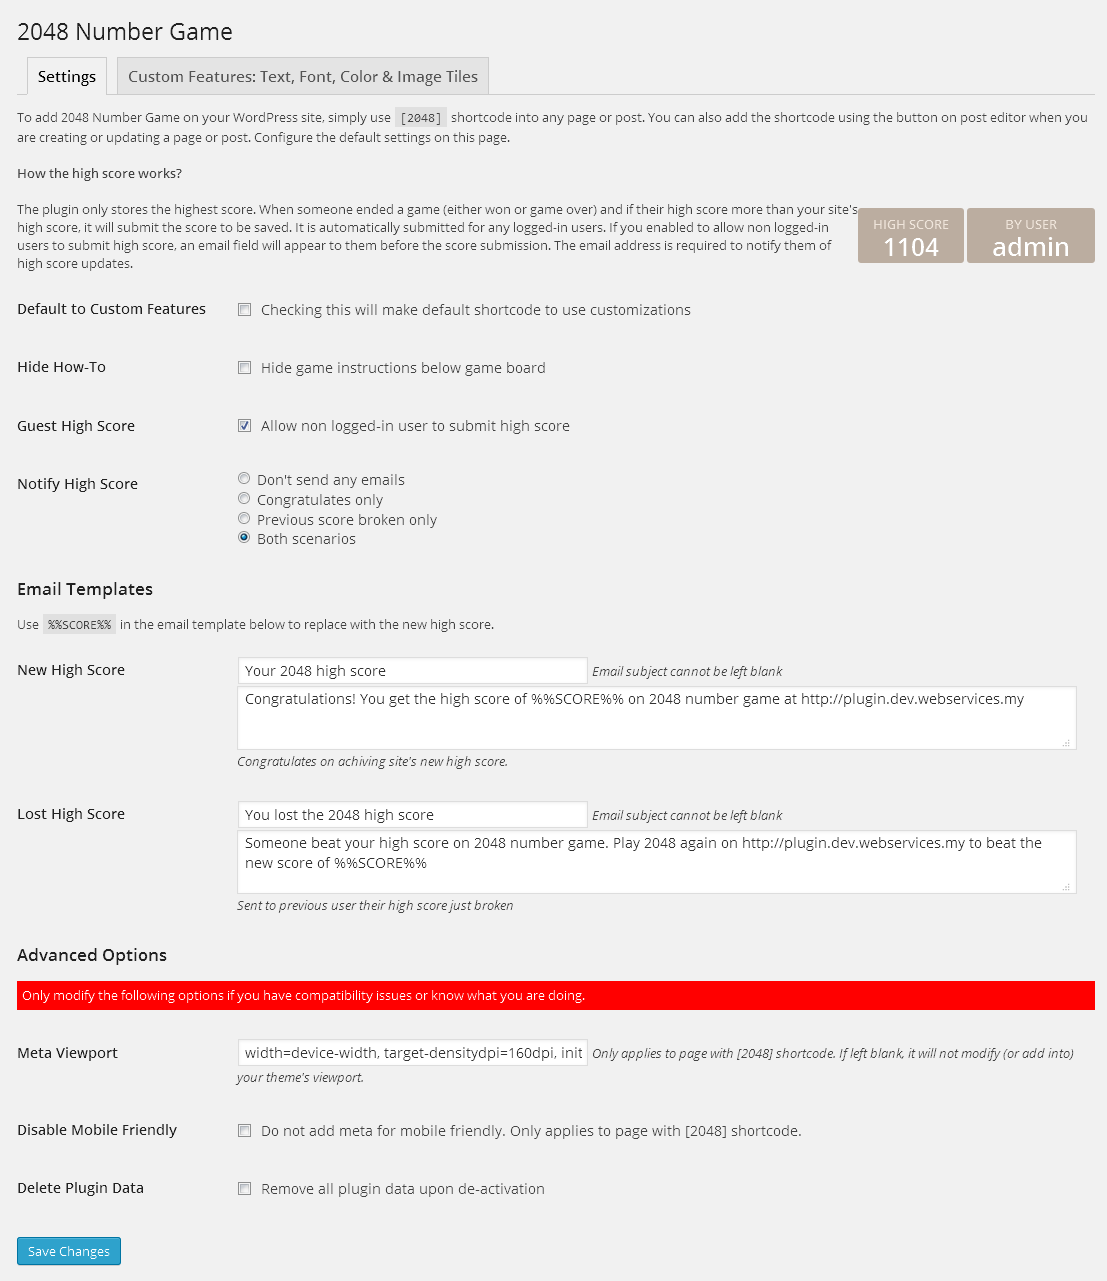 2048 Number Game
Settings
Custom Features: Text, Font, Color & Image Tiles
To add 2048 Number Game on your WordPress site, simply use [2048] shortcode into any page or post. You can also add the shortcode using the button on post editor when you
are creating or updating a page or post. Configure the default settings on this page.
How the high score works?
The plugin only stores the highest score. When someone ended a game (either won or game over) and if their high score more than your site's
high score, it will submit the score to be saved. It is automatically submitted for any logged-in users. If you enabled to allow non logged-in
users to submit high score, an email field will appear to them before the score submission. The email address is required to notify them of
high score updates.
HIGH SCORE
1104
BY USER
admin
Default to Custom Features
Checking this will make default shortcode to use customizations
Hide How-To
Hide game instructions below game board
Guest High Score
Allow non logged-in user to submit high score
Notify High Score
Don't send any emails
Congratulates only
Previous score broken only
Both scenarios
Email Templates
Use %%SCORE%% in the email template below to replace with the new high score.
New High Score
Your 2048 high score
Email subject cannot be left blank
Congratulations! You get the high score of %%SCORE%% on 2048 number game at http://plugin.dev.webservices.my
Congratulates on achiving site's new high score.
Lost High Score
You lost the 2048 high score
Email subject cannot be left blank
Someone beat your high score on 2048 number game. Play 2048 again on http://plugin.dev.webservices.my to beat the
new score of %%SCORE%%
Sent to previous user their high score just broken
Advanced Options
Only modify the following options if you have compatibility issues or know what you are doing.
Meta Viewport
width=device-width, target-densitydpi=160dpi, init
Only applies to page with [2048] shortcode. If left blank, it will not modify (or add into)
your theme's viewport.
Disable Mobile Friendly
Do not add meta for mobile friendly. Only applies to page with [2048] shortcode.
Delete Plugin Data
Remove all plugin data upon de-activation
Save Changes